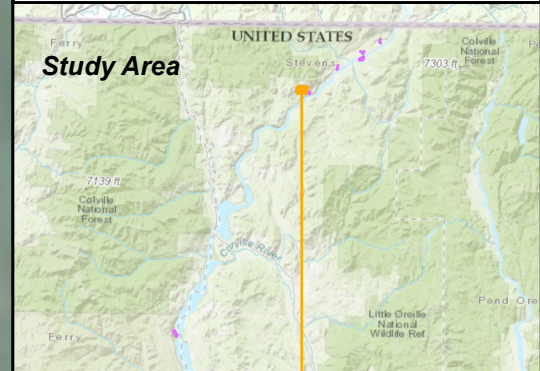 Ferry
UNITED STATES
Study Area
Stevens
7303 ft
Colville
National
Forest
7139 ft
Colville
National
Forest
Colville River
Little Oreille
National
Wildlife Ref
Pend Ore
Ferry